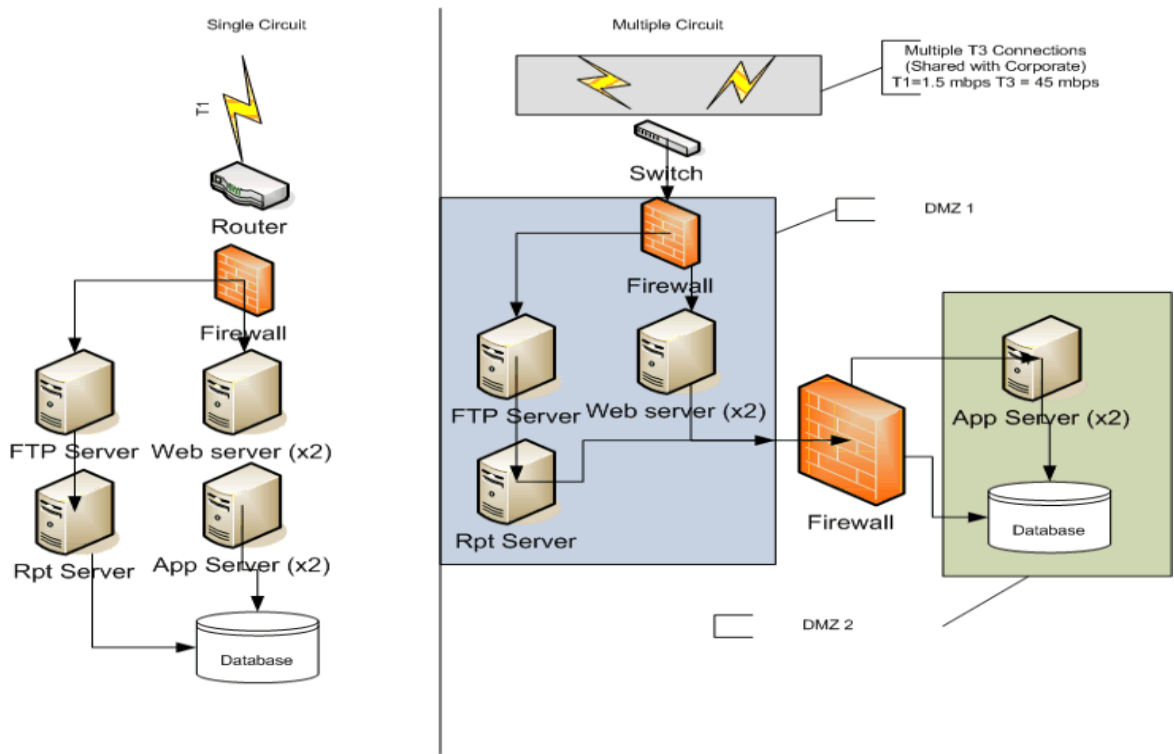 Single Circuit
T1
Router
Firewall
FTP Server
Web server (x2)
Rpt Server
App Server (x2)
Database
Multiple Circuit
Multiple T3 Connections
(Shared with Corporate)
T1=1.5 mbps T3 = 45 mbps
Switch
DMZ 1
Firewall
FTP Server
Web server (x2)
Rpt Server
Firewall
App Server (x2)
Database
DMZ 2